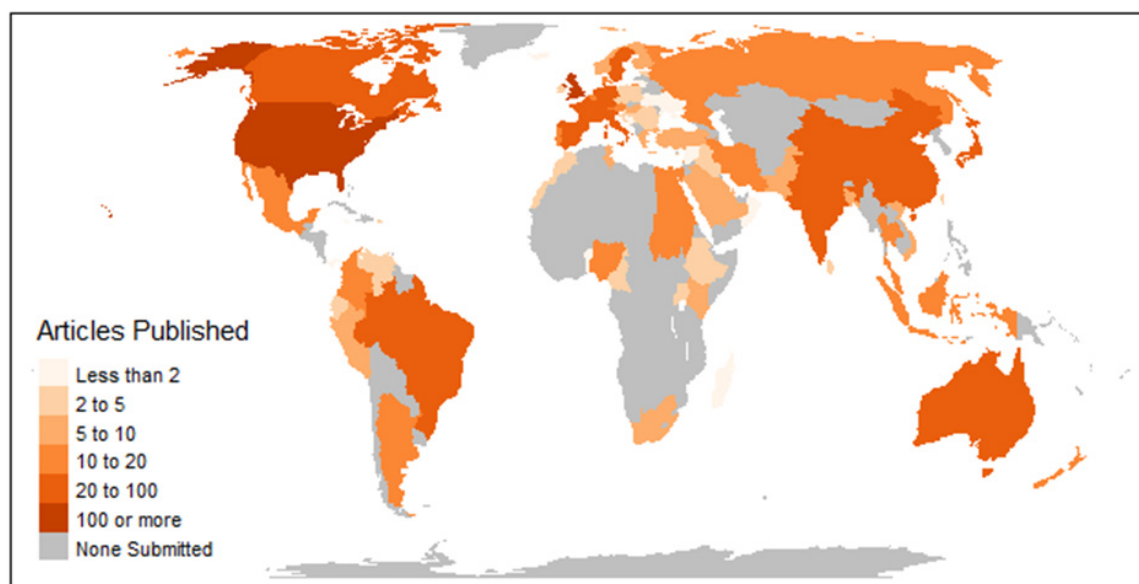 Articles Published
Less than 2
2 to 5
5 to 10
10 to 20
20 to 100
100 or more
None Submitted